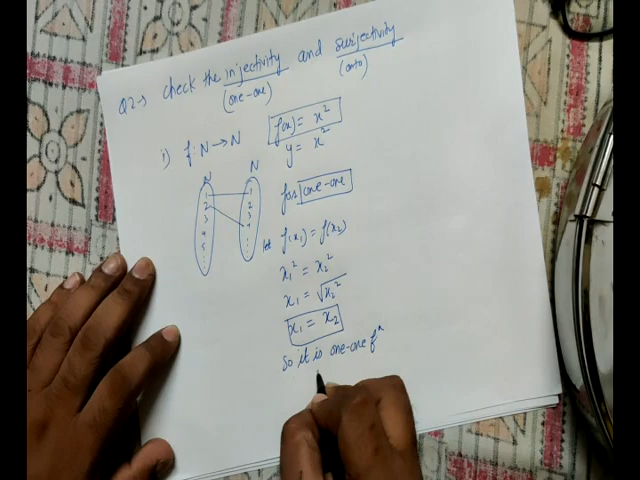 Q2→ Check the injectivity and surjectivity
(one-one) (onto)
i) f: N→N f(x) = x²
y = x²
N N
1
2 2
3 3
4 4
5
for one-one
let f(x₁) = f(x₂)
x₁² = x₂²
x₁ = √x₂²
x₁ = x₂
So it is one-one fⁿ